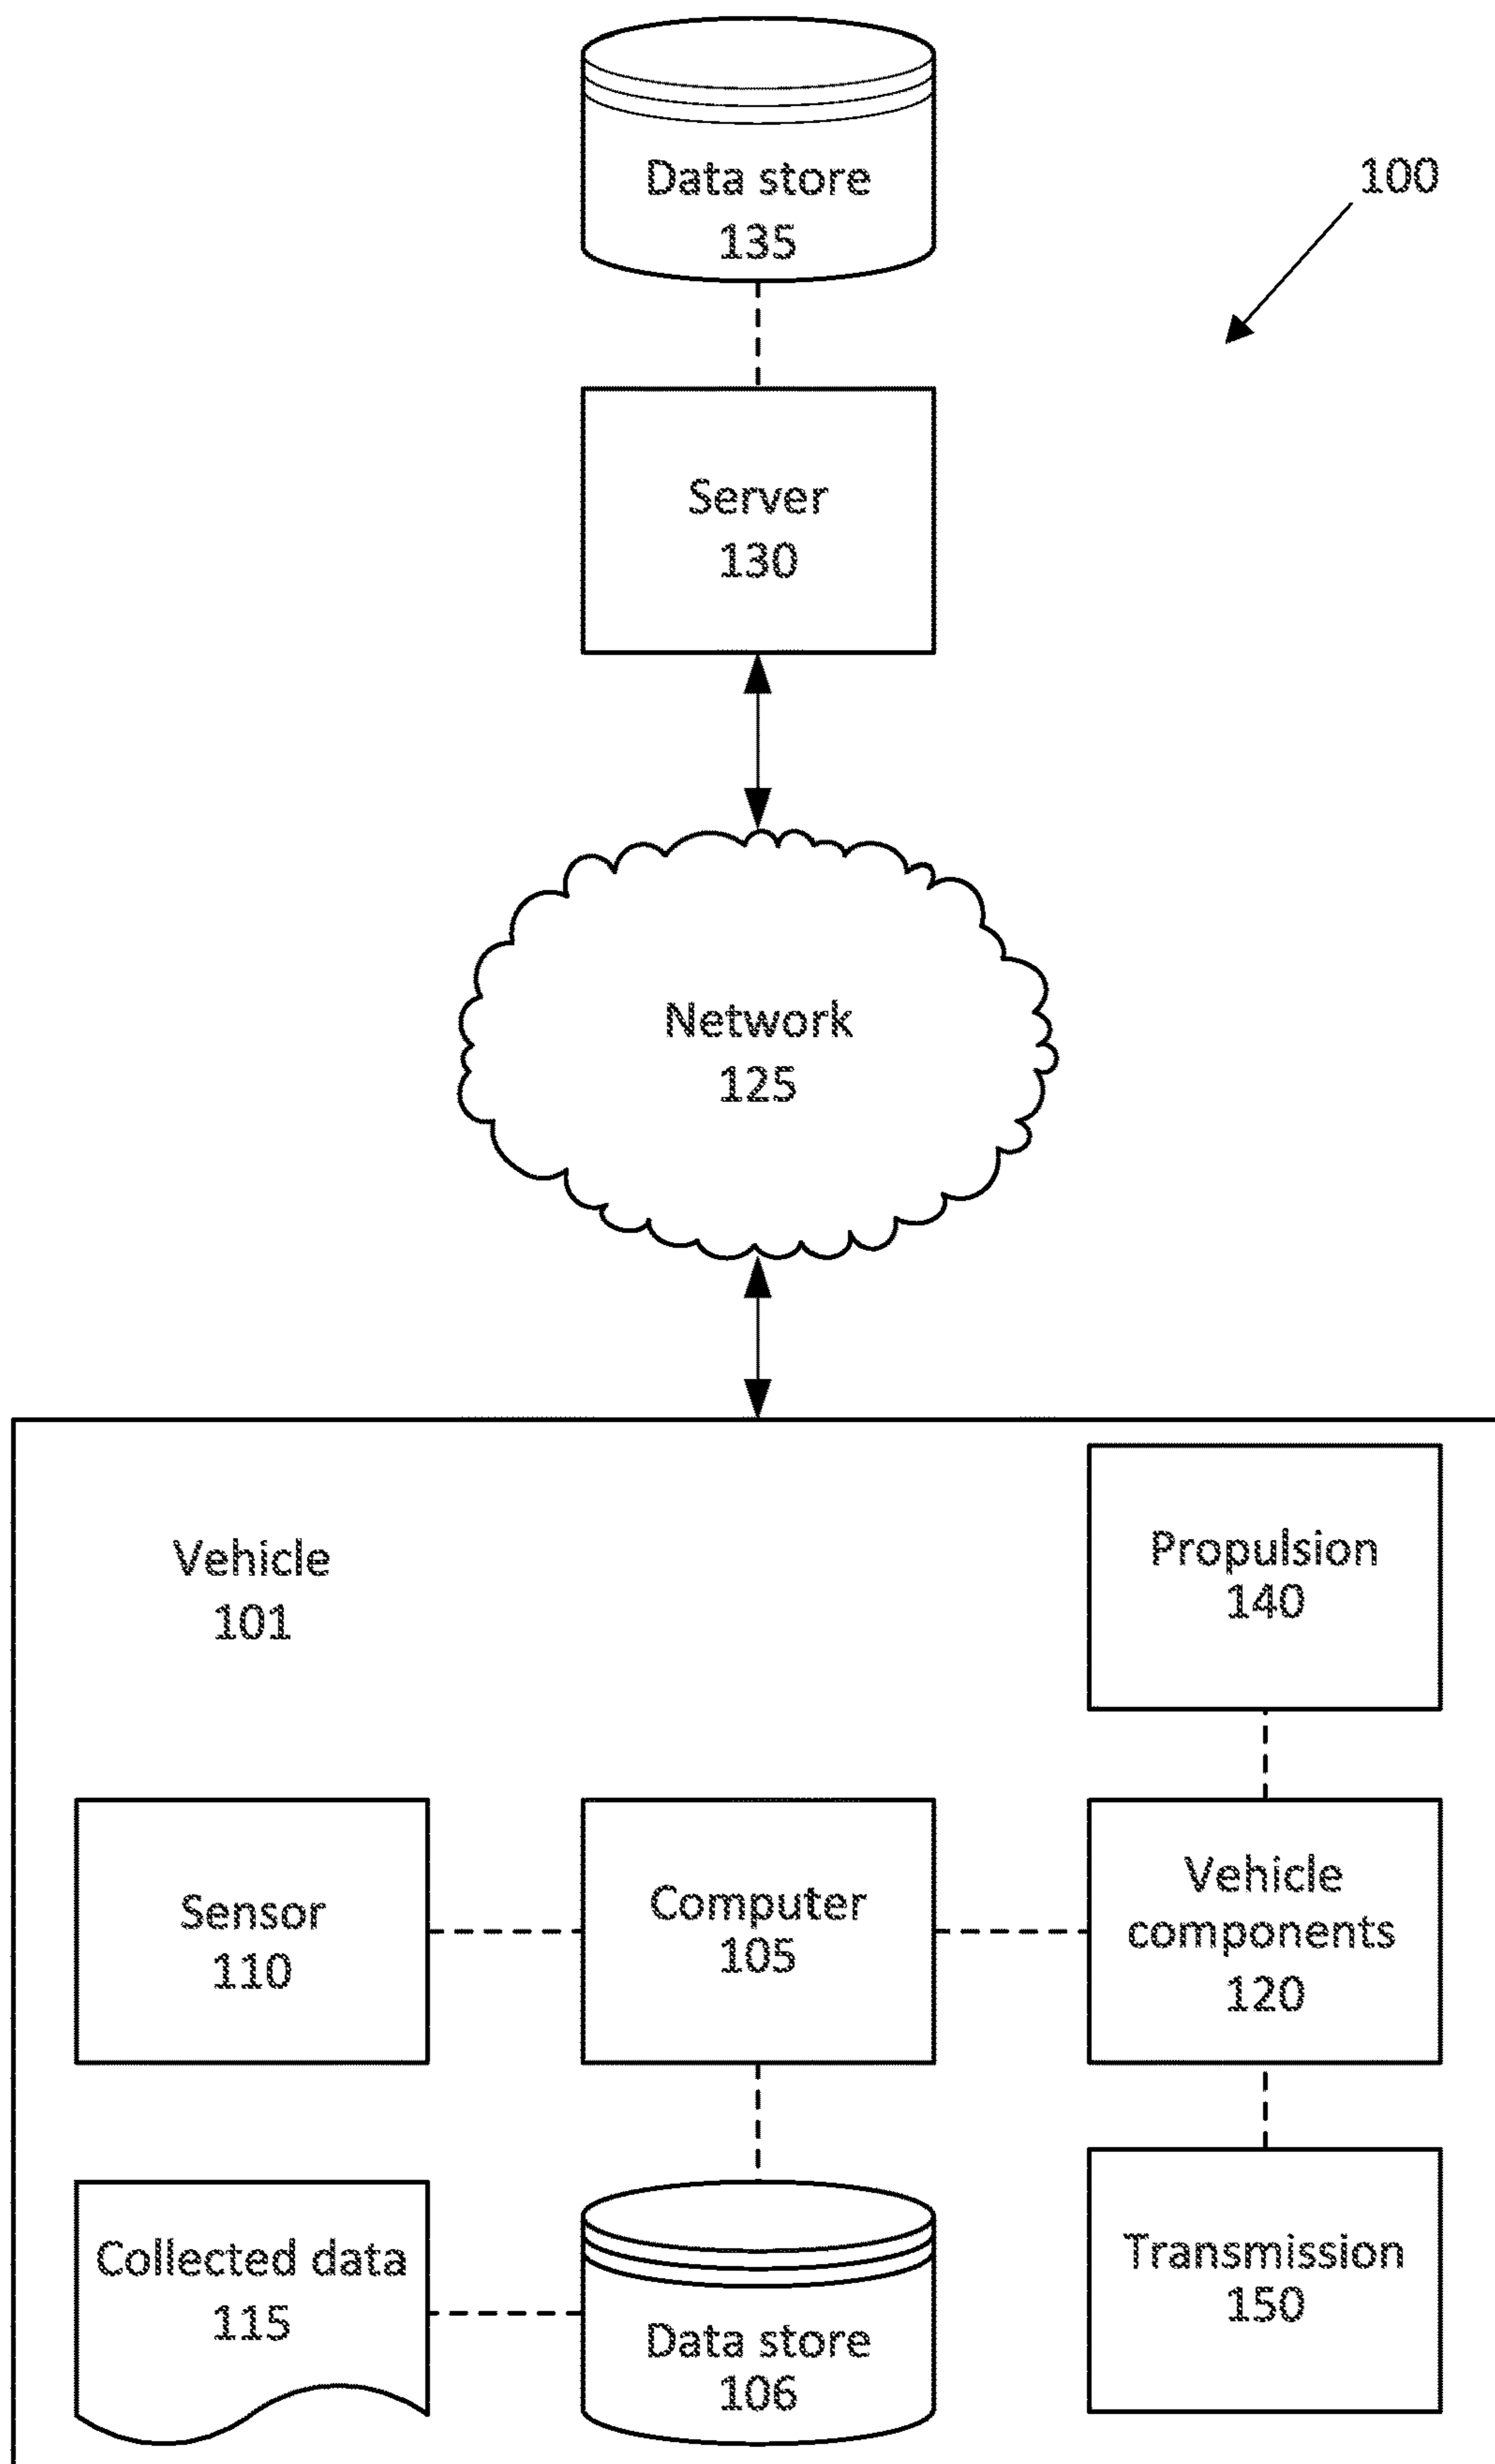 Data store
135
100
Server
130
Network
125
Vehicle
101
Propulsion
140
Sensor
110
Computer
105
Vehicle
components
120
Collected data
115
Data store
106
Transmission
150